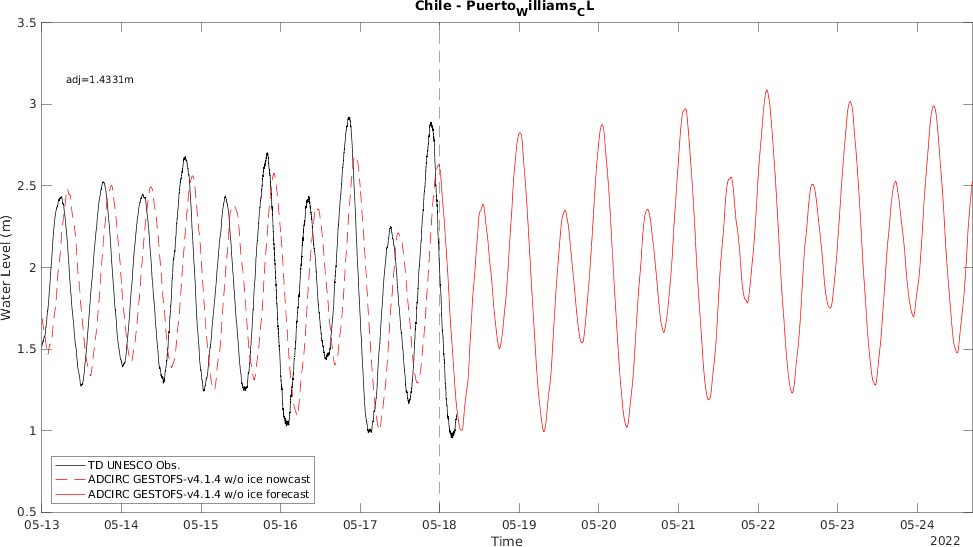 Chile - PuertoWilliamsCL
3.5
adj=1.4331m
3
2.5
Water Level (m)
2
1.5
1
TD UNESCO Obs.
ADCIRC GESTOFS-v4.1.4 w/o ice nowcast
ADCIRC GESTOFS-v4.1.4 w/o ice forecast
0.5
05-13 05-14 05-15 05-16 05-17 05-18 05-19 05-20 05-21 05-22 05-23 05-24
Time
2022